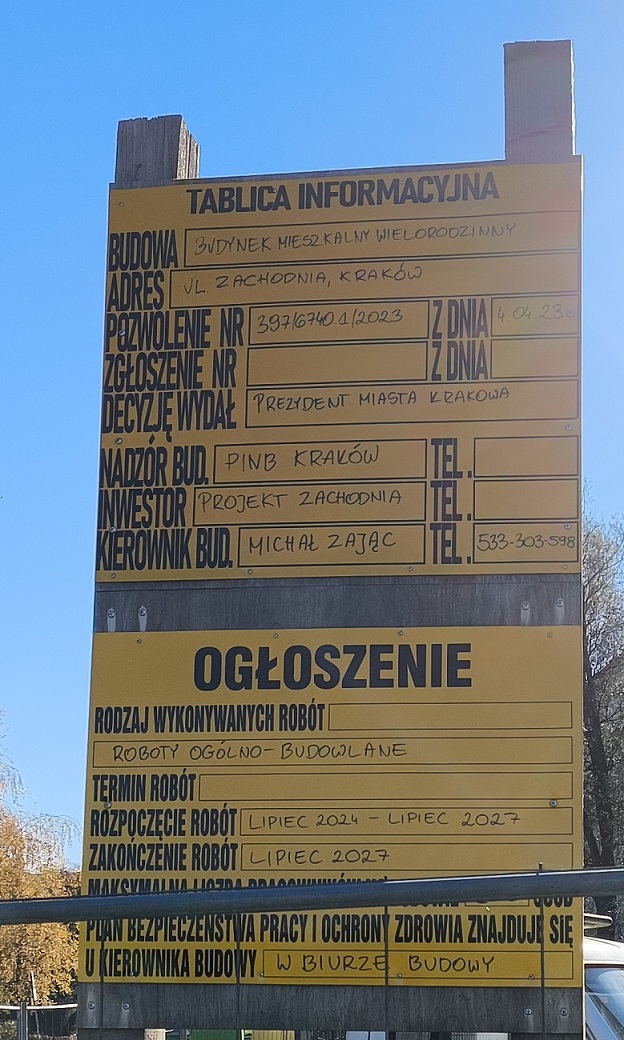 TABLICA INFORMACYJNA
BUDOWA BUDYNEK MIESZKALNY WIELORODZINNY
ADRES UL. ZACHODNIA, KRAKÓW
POZWOLENIE NR 397/6740.1/2023 Z DNIA 4.04.23
ZGŁOSZENIE NR Z DNIA
DECYZJĘ WYDAŁ PREZYDENT MIASTA KRAKOWA
NADZÓR BUD. PINB KRAKÓW TEL.
INWESTOR PROJEKT ZACHODNIA TEL.
KIEROWNIK BUD. MICHAŁ ZAJĄC TEL. 533-303-598
OGŁOSZENIE
RODZAJ WYKONYWANYCH ROBÓT
ROBOTY OGÓLNO-BUDOWLANE
TERMIN ROBÓT
ROZPOCZĘCIE ROBÓT LIPIEC 2024 - LIPIEC 2027
ZAKOŃCZENIE ROBÓT LIPIEC 2027
MAKSYMALNA LICZBA PRACOWNIKÓW
PLAN BEZPIECZEŃSTWA PRACY I OCHRONY ZDROWIA ZNAJDUJE SIĘ
U KIEROWNIKA BUDOWY W BIURZE BUDOWY